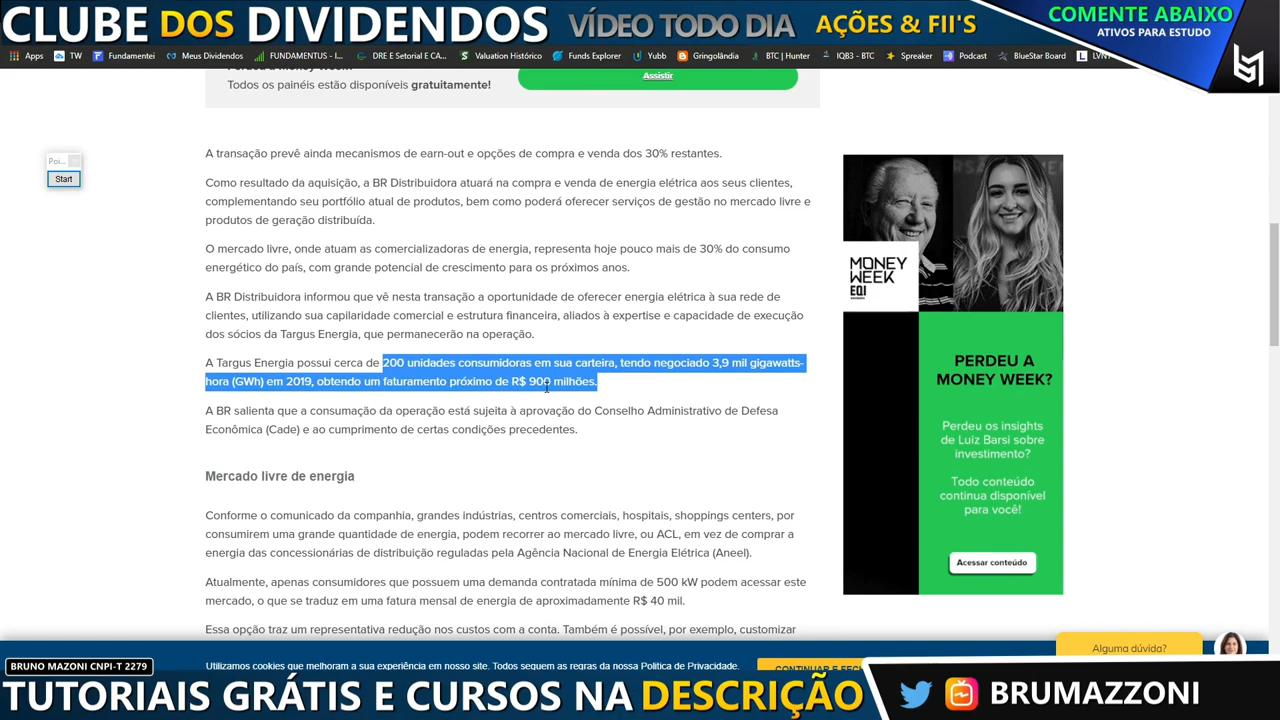 CLUBE DOS DIVIDENDOS VÍDEO TODO DIA AÇÕES & FII'S
COMENTE ABAIXO
ATIVOS PARA ESTUDO
Apps TW Fundamentei Meus Dividendos FUNDAMENTUS - I... DRE E Setorial E CA... Valuation Histórico Funds Explorer Yubb Gringolândia BTC | Hunter IQB3 - BTC Spreaker Podcast BlueStar Board
Assistir
Todos os painéis estão disponíveis gratuitamente!
A transação prevê ainda mecanismos de earn-out e opções de compra e venda dos 30% restantes.
Poi...
Start
Como resultado da aquisição, a BR Distribuidora atuará na compra e venda de energia elétrica aos seus clientes,
complementando seu portfólio atual de produtos, bem como poderá oferecer serviços de gestão no mercado livre e
produtos de geração distribuída.
O mercado livre, onde atuam as comercializadoras de energia, representa hoje pouco mais de 30% do consumo
energético do país, com grande potencial de crescimento para os próximos anos.
A BR Distribuidora informou que vê nesta transação a oportunidade de oferecer energia elétrica à sua rede de
clientes, utilizando sua capilaridade comercial e estrutura financeira, aliados à expertise e capacidade de execução
dos sócios da Targus Energia, que permanecerão na operação.
A Targus Energia possui cerca de 200 unidades consumidoras em sua carteira, tendo negociado 3,9 mil gigawatts-
hora (GWh) em 2019, obtendo um faturamento próximo de R$ 900 milhões.
A BR salienta que a consumação da operação está sujeita à aprovação do Conselho Administrativo de Defesa
Econômica (Cade) e ao cumprimento de certas condições precedentes.
Mercado livre de energia
Conforme o comunicado da companhia, grandes indústrias, centros comerciais, hospitais, shoppings centers, por
consumirem uma grande quantidade de energia, podem recorrer ao mercado livre, ou ACL, em vez de comprar a
energia das concessionárias de distribuição reguladas pela Agência Nacional de Energia Elétrica (Aneel).
Atualmente, apenas consumidores que possuem uma demanda contratada mínima de 500 kW podem acessar este
mercado, o que se traduz em uma fatura mensal de energia de aproximadamente R$ 40 mil.
Essa opção traz um representativa redução nos custos com a conta. Também é possível, por exemplo, customizar
MONEY
WEEK
EQI
PERDEU A
MONEY WEEK?
Perdeu os insights
de Luiz Barsi sobre
investimento?
Todo conteúdo
continua disponível
para você!
Acessar conteúdo
Alguma dúvida?
BRUNO MAZONI CNPI-T 2279
Utilizamos cookies que melhoram a sua experiência em nosso site. Todos seguem as regras da nossa Política de Privacidade.
TUTORIAIS GRÁTIS E CURSOS NA DESCRIÇÃO
BRUMAZZONI